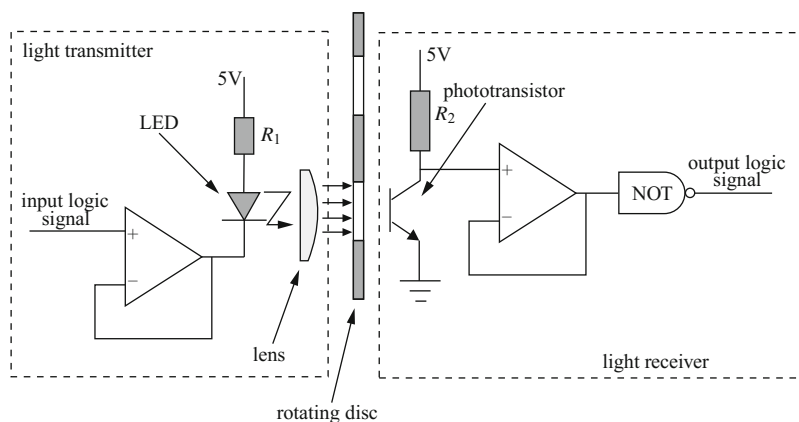 light transmitter
5V
LED
R1
input logic
signal
+
−
lens
rotating disc
5V
phototransistor
R2
+
−
NOT
output logic
signal
light receiver